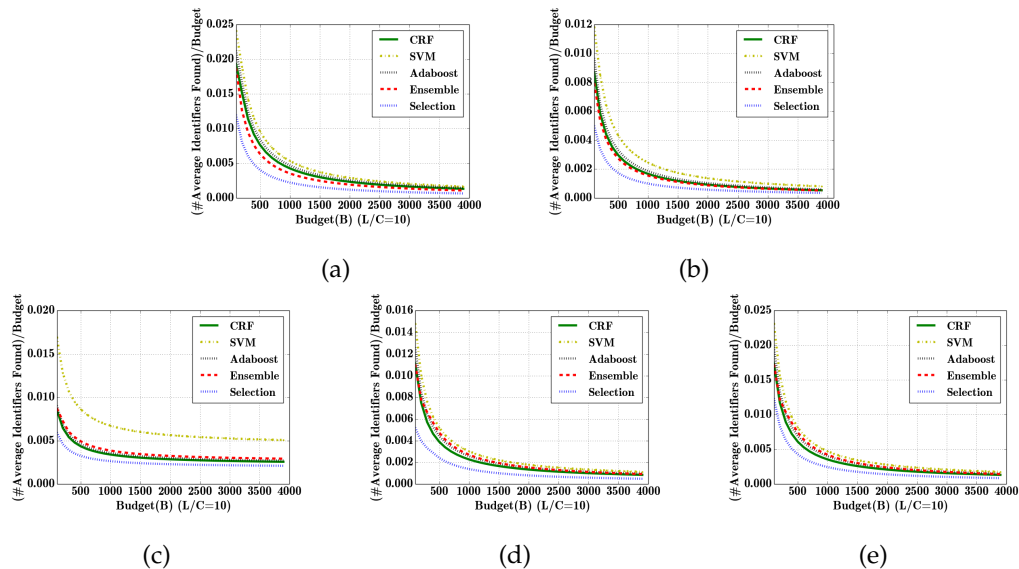 0.025
0.020
0.015
0.010
0.005
0.000
(#Average Identifiers Found)/Budget
CRF
SVM
Adaboost
Ensemble
Selection
500 1000 1500 2000 2500 3000 3500 4000
Budget(B) (L/C=10)
(a)
0.012
0.010
0.008
0.006
0.004
0.002
0.000
(#Average Identifiers Found)/Budget
CRF
SVM
Adaboost
Ensemble
Selection
500 1000 1500 2000 2500 3000 3500 4000
Budget(B) (L/C=10)
(b)
0.020
0.015
0.010
0.005
0.000
(#Average Identifiers Found)/Budget
CRF
SVM
Adaboost
Ensemble
Selection
500 1000 1500 2000 2500 3000 3500 4000
Budget(B) (L/C=10)
(c)
0.016
0.014
0.012
0.010
0.008
0.006
0.004
0.002
0.000
(#Average Identifiers Found)/Budget
CRF
SVM
Adaboost
Ensemble
Selection
500 1000 1500 2000 2500 3000 3500 4000
Budget(B) (L/C=10)
(d)
0.025
0.020
0.015
0.010
0.005
0.000
(#Average Identifiers Found)/Budget
CRF
SVM
Adaboost
Ensemble
Selection
500 1000 1500 2000 2500 3000 3500 4000
Budget(B) (L/C=10)
(e)